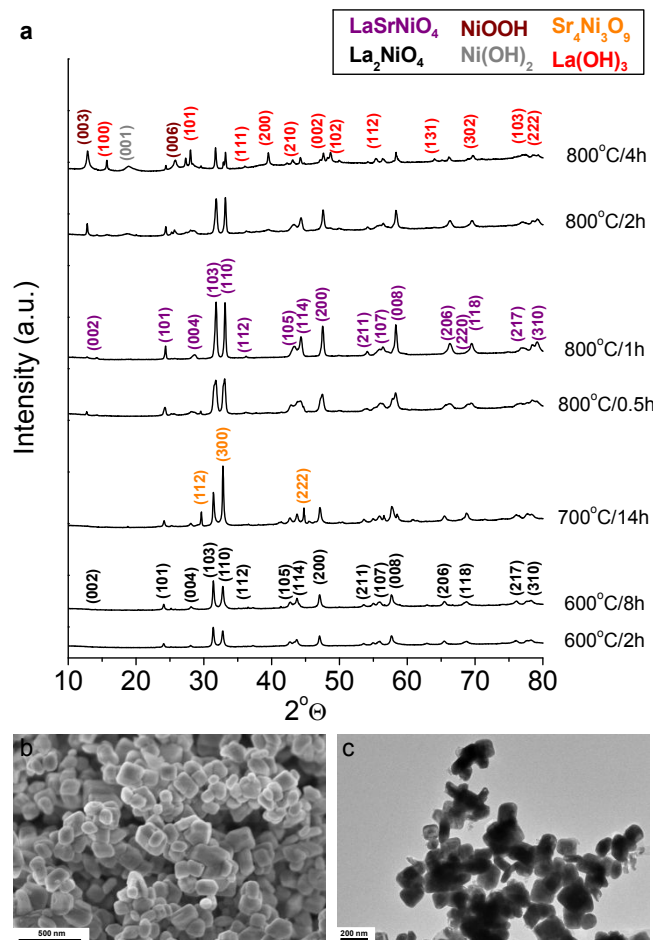 a
LaSrNiO₄ NiOOH Sr₄Ni₃O₉
La₂NiO₄ Ni(OH)₂ La(OH)₃
(003) (100) (001) (006) (101) (111) (200) (210) (002) (102) (112) (131) (302) (103) (222)
800°C/4h
800°C/2h
(002) (101) (004) (103) (110) (112) (105) (114) (200) (211) (107) (008) (206) (220) (118) (217) (310)
800°C/1h
800°C/0.5h
(112) (300) (222)
700°C/14h
(002) (101) (004) (103) (110) (112) (105) (114) (200) (211) (107) (008) (206) (118) (217) (310)
600°C/8h
600°C/2h
Intensity (a.u.)
10 20 30 40 50 60 70 80
2°Θ
b
500 nm
c
200 nm